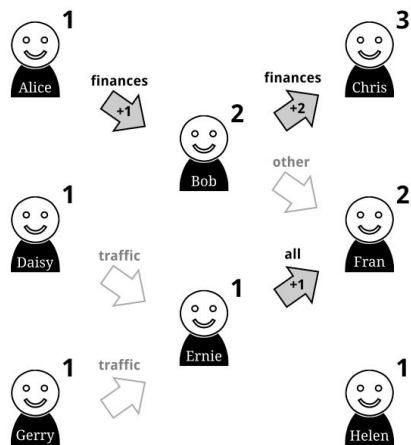 1
3
Alice
finances
+1
2
Bob
finances
+2
Chris
other
1
2
Daisy
traffic
1
Ernie
all
+1
Fran
1
1
Gerry
traffic
Helen